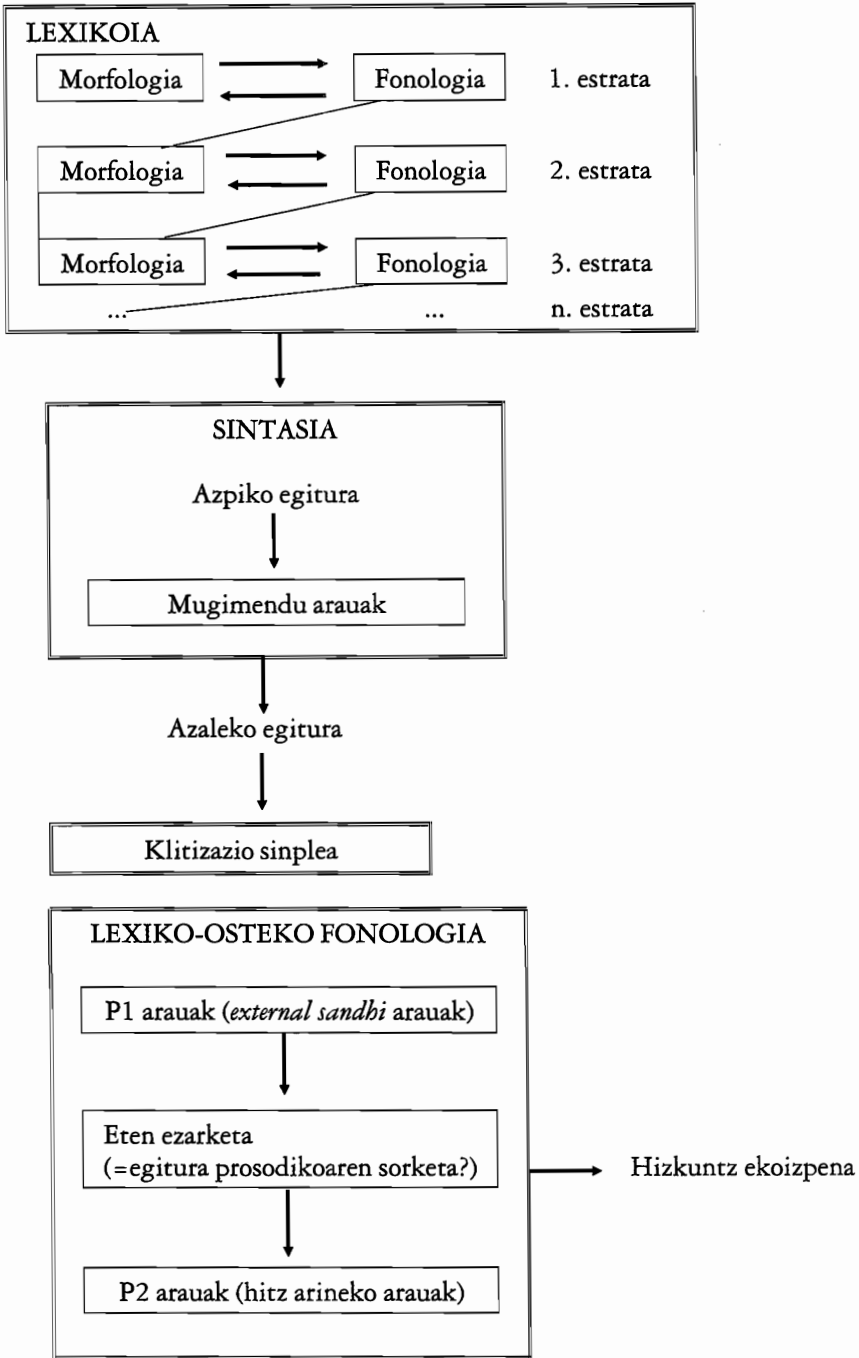 LEXIKOIA
Morfologia Fonologia 1. estrata
Morfologia Fonologia 2. estrata
Morfologia Fonologia 3. estrata
... ... n. estrata
SINTASIA
Azpiko egitura
Mugimendu arauak
Azaleko egitura
Klitizazio sinplea
LEXIKO-OSTEKO FONOLOGIA
P1 arauak (external sandhi arauak)
Eten ezarketa
(=egitura prosodikoaren sorketa?)
Hizkuntz ekoizpena
P2 arauak (hitz arineko arauak)